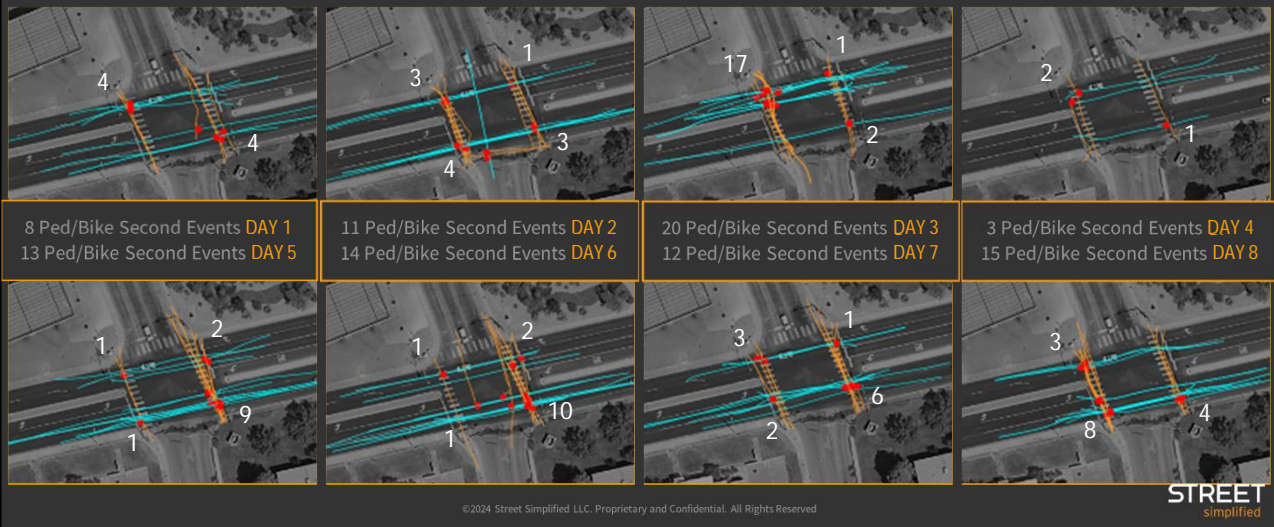 4
4
3
1
4
3
17
1
2
2
1
8 Ped/Bike Second Events DAY 1
13 Ped/Bike Second Events DAY 5
11 Ped/Bike Second Events DAY 2
14 Ped/Bike Second Events DAY 6
20 Ped/Bike Second Events DAY 3
12 Ped/Bike Second Events DAY 7
3 Ped/Bike Second Events DAY 4
15 Ped/Bike Second Events DAY 8
1
2
1
9
1
2
1
10
3
1
2
6
3
8
4
©2024 Street Simplified LLC. Proprietary and Confidential. All Rights Reserved
STREET
simplified